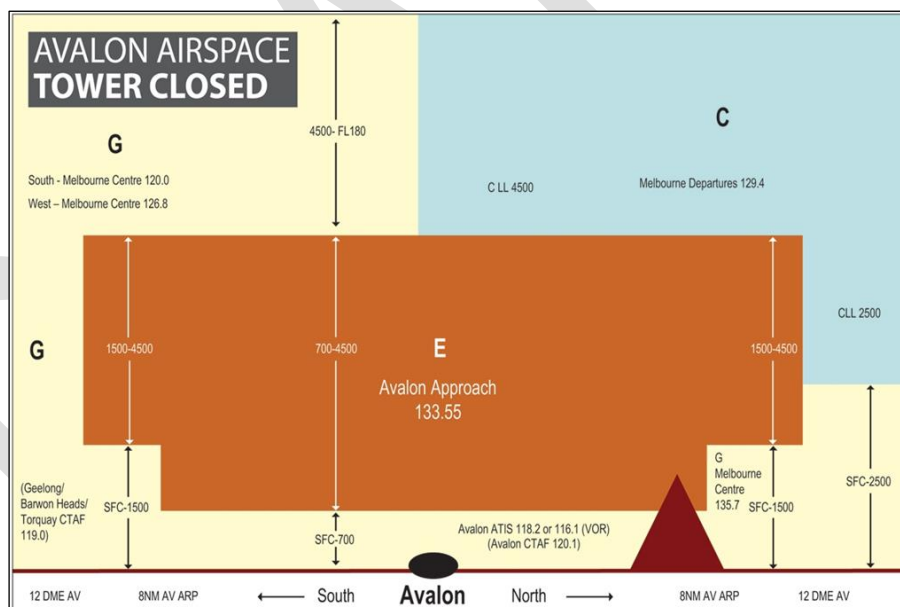 AVALON AIRSPACE
TOWER CLOSED
G
South - Melbourne Centre 120.0
West – Melbourne Centre 126.8
4500- FL180
C
C LL 4500
Melbourne Departures 129.4
CLL 2500
G
1500-4500
700-4500
E
Avalon Approach
133.55
1500-4500
(Geelong/
Barwon Heads/
Torquay CTAF
119.0)
SFC-1500
SFC-700
Avalon ATIS 118.2 or 116.1 (VOR)
(Avalon CTAF 120.1)
G
Melbourne
Centre
135.7
SFC-1500
SFC-2500
12 DME AV
8NM AV ARP
South
Avalon
North
8NM AV ARP
12 DME AV